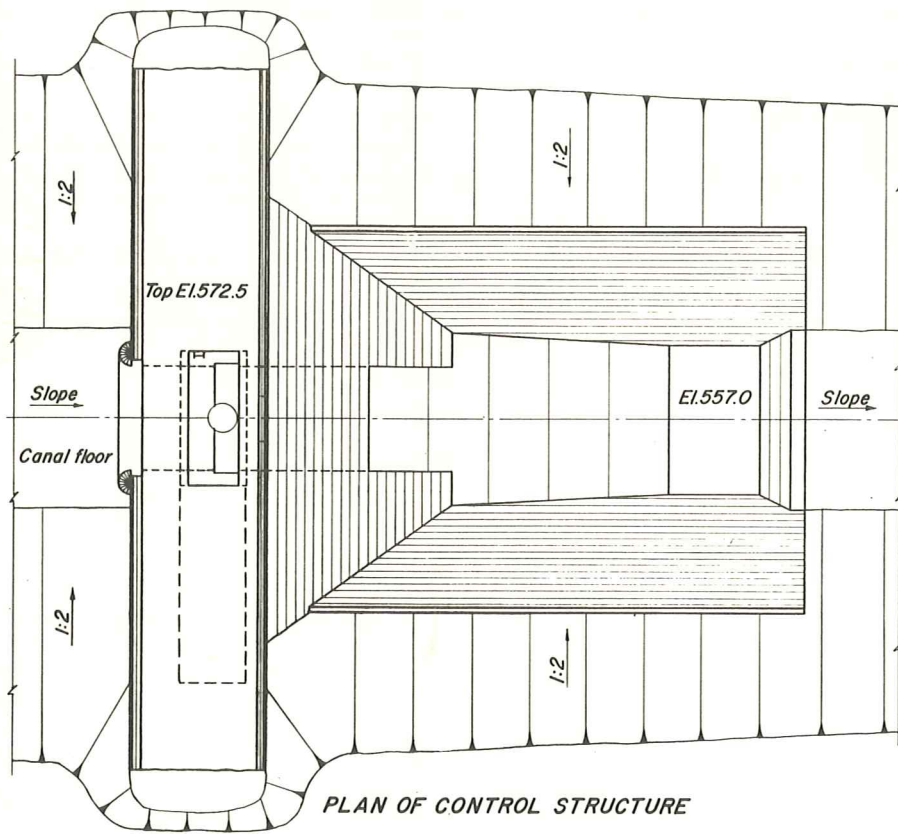 1:2
1:2
Top El.572.5
Slope
El.557.0
Slope
Canal floor
1:2
1:2
PLAN OF CONTROL STRUCTURE